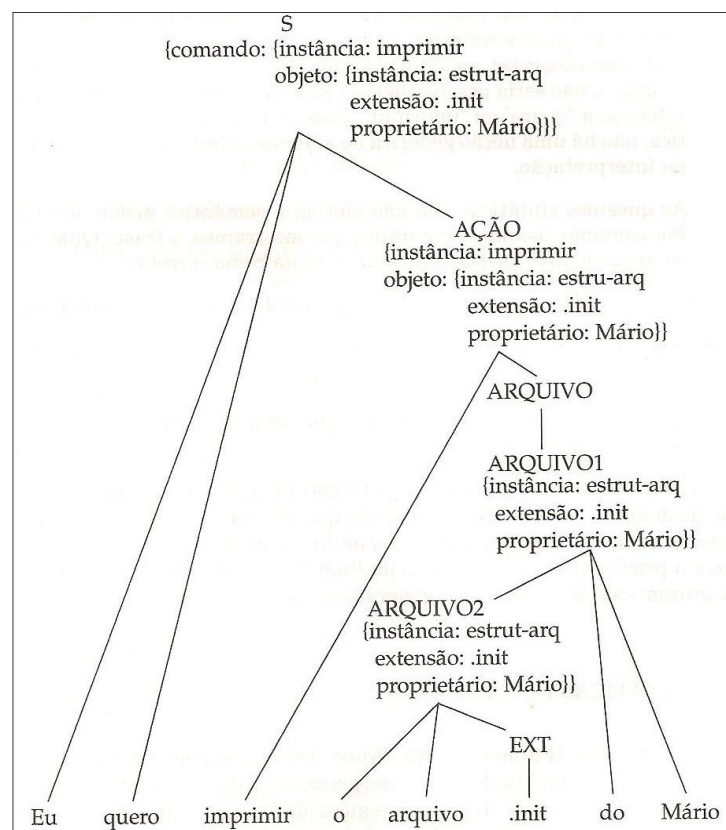 S
{comando: {instância: imprimir
objeto: {instância: estrut-arq
extensão: .init
proprietário: Mário}}}
AÇÃO
{instância: imprimir
objeto: {instância: estru-arq
extensão: .init
proprietário: Mário}}
ARQUIVO
ARQUIVO1
{instância: estrut-arq
extensão: .init
proprietário: Mário}}
ARQUIVO2
{instância: estrut-arq
extensão: .init
proprietário: Mário}}
EXT
Eu quero imprimir o arquivo .init do Mário